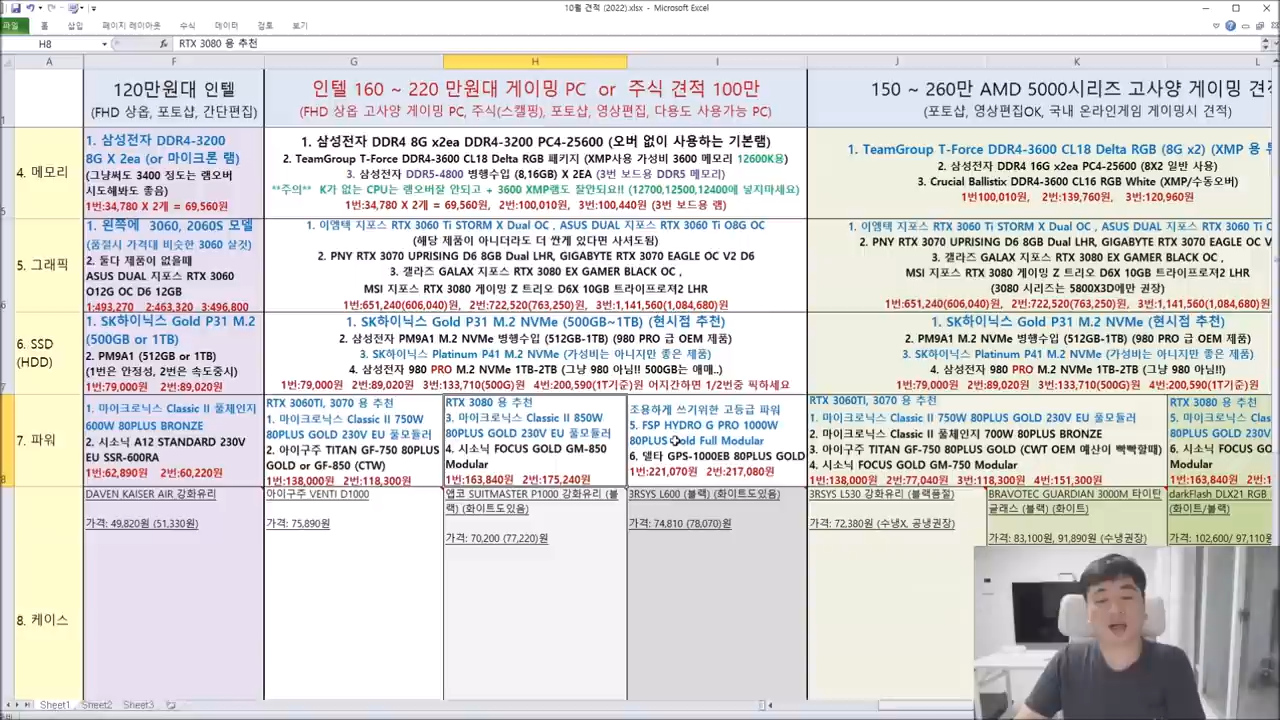 10월 견적 (2022).xlsx - Microsoft Excel
파일 홈 삽입 페이지 레이아웃 수식 데이터 검토 보기
H8 fx RTX 3080 용 추천
A F G H I J K L
120만원대 인텔
(FHD 상옵, 포토샵, 간단편집)
인텔 160 ~ 220 만원대 게이밍 PC or 주식 견적 100만
(FHD 상옵 고사양 게이밍 PC, 주식(스캘핑), 포토샵, 영상편집, 다용도 사용가능 PC)
150 ~ 260만 AMD 5000시리즈 고사양 게이밍 견적
(포토샵, 영상편집OK, 국내 온라인게임 게이밍시 견적)
4. 메모리
1. 삼성전자 DDR4-3200
8G X 2ea (or 마이크론 램)
(그냥써도 3400 정도는 램오버
시도해봐도 좋음)
1번:34,780 X 2개 = 69,560원
1. 삼성전자 DDR4 8G x2ea DDR4-3200 PC4-25600 (오버 없이 사용하는 기본램)
2. TeamGroup T-Force DDR4-3600 CL18 Delta RGB 패키지 (XMP사용 가성비 3600 메모리 12600K용)
3. 삼성전자 DDR5-4800 병행수입 (8,16GB) X 2EA (3번 보드용 DDR5 메모리)
**주의** K가 없는 CPU는 램오버잘 안되고 + 3600 XMP램도 잘안되요!! (12700,12500,12400에 넣지마세요)
1번:34,780 X 2개 = 69,560원, 2번:100,010원, 3번:100,440원 (3번 보드용 램)
1. TeamGroup T-Force DDR4-3600 CL18 Delta RGB (8G x2) (XMP 용
2. 삼성전자 DDR4 16G x2ea PC4-25600 (8X2 일반 사용)
3. Crucial Ballistix DDR4-3600 CL16 RGB White (XMP/수동오버)
1번100,010원, 2번:139,760원, 3번:120,960원
5. 그래픽
1. 왼쪽에 3060, 2060S 모델
(품절시 가격대 비슷한 3060 살것)
2. 둘다 제품이 없을때
ASUS DUAL 지포스 RTX 3060
O12G OC D6 12GB
1번:493,270 2번:463,320 3번:496,800
1. 이엠텍 지포스 RTX 3060 Ti STORM X Dual OC , ASUS DUAL 지포스 RTX 3060 Ti O8G OC
(해당 제품이 아니더라도 더 싼게 있다면 사셔도됨)
2. PNY RTX 3070 UPRISING D6 8GB Dual LHR, GIGABYTE RTX 3070 EAGLE OC V2 D6
3. 갤라즈 GALAX 지포스 RTX 3080 EX GAMER BLACK OC ,
MSI 지포스 RTX 3080 게이밍 Z 트리오 D6X 10GB 트라이프로져2 LHR
1번:651,240(606,040)원, 2번:722,520(763,250)원, 3번:1,141,560(1,084,680)원
1. 이엠텍 지포스 RTX 3060 Ti STORM X Dual OC , ASUS DUAL 지포스 RTX 3060 Ti O
2. PNY RTX 3070 UPRISING D6 8GB Dual LHR, GIGABYTE RTX 3070 EAGLE OC V
3. 갤라즈 GALAX 지포스 RTX 3080 EX GAMER BLACK OC ,
MSI 지포스 RTX 3080 게이밍 Z 트리오 D6X 10GB 트라이프로져2 LHR
(3080 시리즈는 5800X3D에만 권장)
1번:651,240(606,040)원, 2번:722,520(763,250)원, 3번:1,141,560(1,084,680)원
6. SSD
(HDD)
1. SK하이닉스 Gold P31 M.2
(500GB or 1TB)
2. PM9A1 (512GB or 1TB)
(1번은 안정성, 2번은 속도중시)
1번:79,000원 2번:89,020원
1. SK하이닉스 Gold P31 M.2 NVMe (500GB~1TB) (현시점 추천)
2. 삼성전자 PM9A1 M.2 NVMe 병행수입 (512GB-1TB) (980 PRO 급 OEM 제품)
3. SK하이닉스 Platinum P41 M.2 NVMe (가성비는 아니지만 좋은 제품)
4. 삼성전자 980 PRO M.2 NVMe 1TB-2TB (그냥 980 아님!! 500GB는 애매..)
1번:79,000원 2번:89,020원 3번:133,710(500G)원 4번:200,590(1T기준)원 어지간하면 1/2번중 픽하세요
1. SK하이닉스 Gold P31 M.2 NVMe (현시점 추천)
2. 삼성전자 PM9A1 M.2 NVMe 병행수입 (512GB-1TB) (980 PRO 급 OEM 제품)
3. SK하이닉스 Platinum P41 M.2 NVMe (가성비는 아니지만 좋은 제품)
4. 삼성전자 980 PRO M.2 NVMe 1TB-2TB (그냥 980 아님!!)
1번:79,000원 2번:89,020원 3번:133,710(500G)원 4번:200,590(1T기준)원
7. 파워
1. 마이크로닉스 Classic II 풀체인지
600W 80PLUS BRONZE
2. 시소닉 A12 STANDARD 230V
EU SSR-600RA
1번:62,890원 2번:60,220원
RTX 3060Ti, 3070 용 추천
1. 마이크로닉스 Classic II 750W
80PLUS GOLD 230V EU 풀모듈러
2. 아이구주 TITAN GF-750 80PLUS
GOLD or GF-850 (CTW)
1번:138,000원 2번:118,300원
RTX 3080 용 추천
3. 마이크로닉스 Classic II 850W
80PLUS GOLD 230V EU 풀모듈러
4. 시소닉 FOCUS GOLD GM-850
Modular
1번:163,840원 2번:175,240원
조용하게 쓰기위한 고등급 파워
5. FSP HYDRO G PRO 1000W
80PLUS Gold Full Modular
6. 델타 GPS-1000EB 80PLUS GOLD
1번:221,070원 2번:217,080원
RTX 3060Ti, 3070 용 추천
1. 마이크로닉스 Classic II 750W 80PLUS GOLD 230V EU 풀모듈러
2. 마이크로닉스 Classic II 풀체인지 700W 80PLUS BRONZE
3. 아이구주 TITAN GF-750 80PLUS GOLD (CWT OEM 예산이 빡빡할때)
4. 시소닉 FOCUS GOLD GM-750 Modular
1번:138,000원 2번:77,040원 3번:118,300원 4번:151,300원
RTX 3080 용 추천
5. 마이크로닉스 Clas
80PLUS GOLD 230V
6. 시소닉 FOCUS GO
Modular
1번:163,840원 2번:1
8. 케이스
DAVEN KAISER AIR 강화유리
가격: 49,820원 (51,330원)
아이구주 VENTI D1000
가격: 75,890원
앱코 SUITMASTER P1000 강화유리 (블
랙) (화이트도있음)
가격: 70,200 (77,220)원
3RSYS L600 (블랙) (화이트도있음)
가격: 74,810 (78,070)원
3RSYS L530 강화유리 (블랙품절)
가격: 72,380원 (수냉X, 공냉권장)
BRAVOTEC GUARDIAN 3000M 타이탄
글래스 (블랙) (화이트)
가격: 83,100원, 91,890원 (수냉권장)
darkFlash DLX21 RGB
(화이트/블랙)
가격: 102,600/ 97,110원
Sheet1 Sheet2 Sheet3